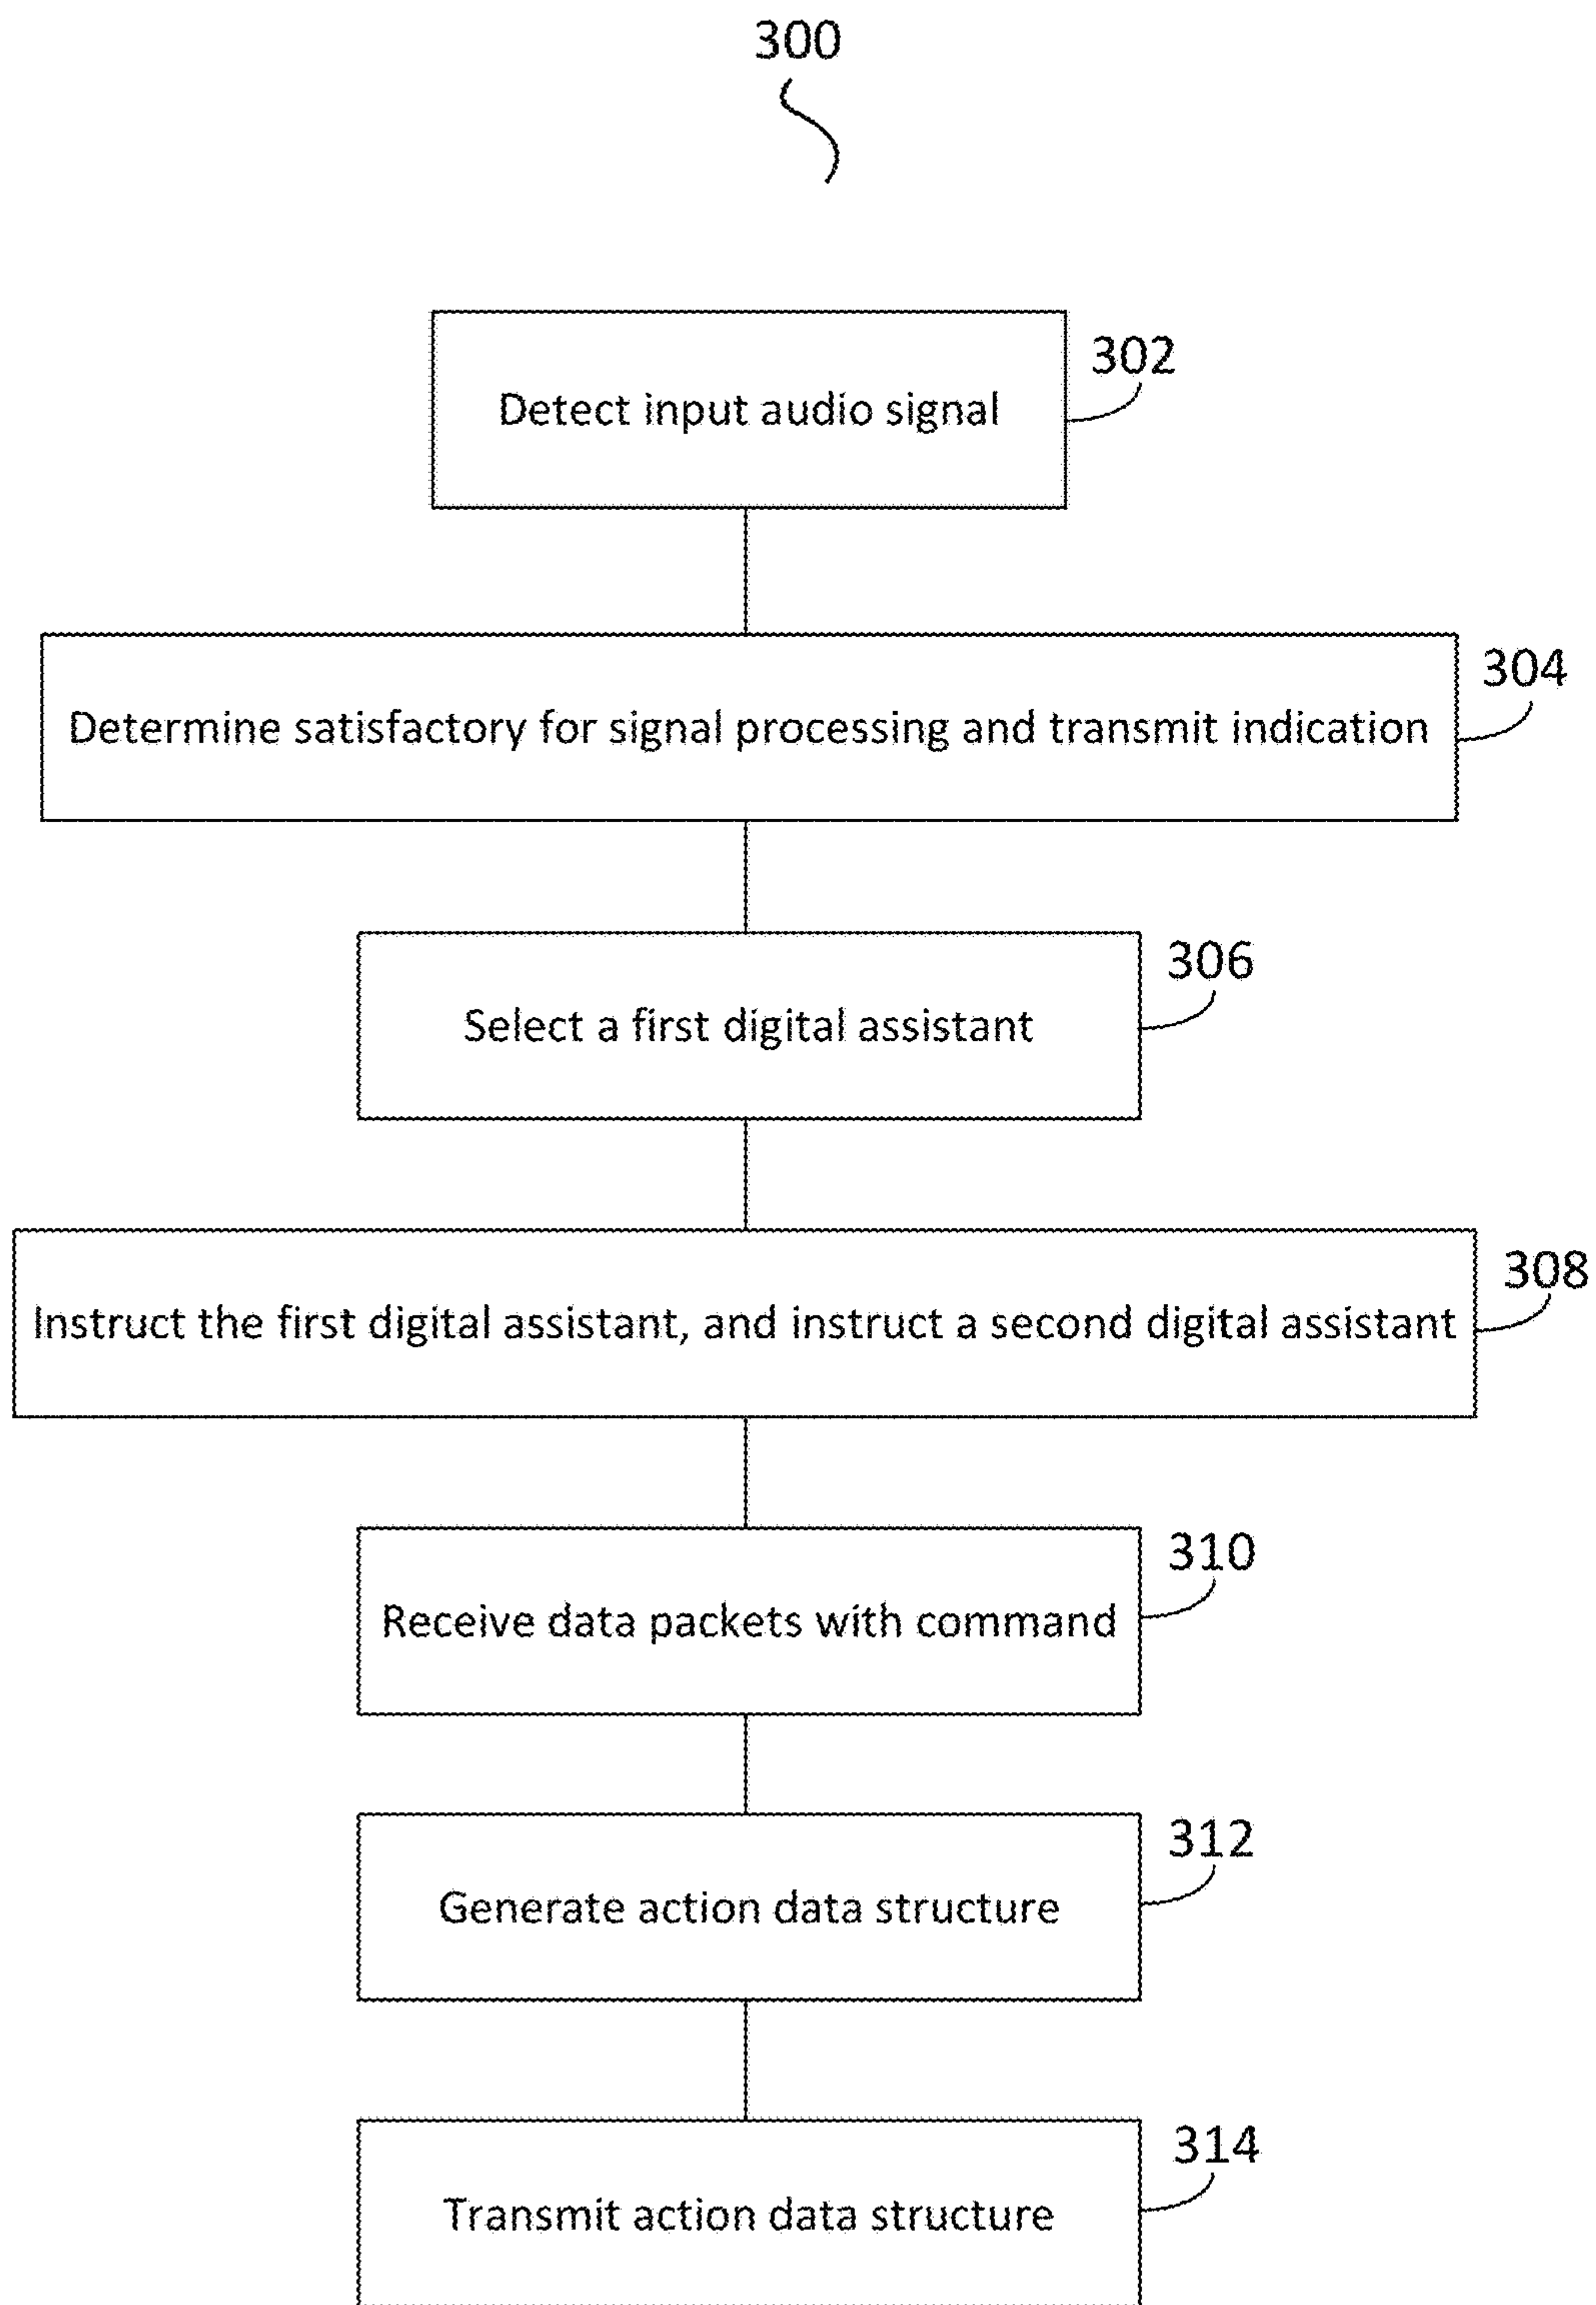 300
302
Detect input audio signal
304
Determine satisfactory for signal processing and transmit indication
306
Select a first digital assistant
308
Instruct the first digital assistant, and instruct a second digital assistant
310
Receive data packets with command
312
Generate action data structure
314
Transmit action data structure